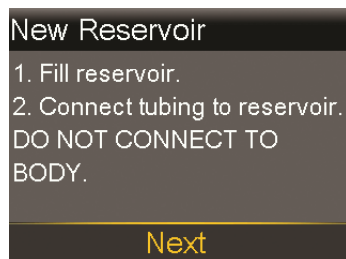 New Reservoir
1. Fill reservoir.
2. Connect tubing to reservoir.
DO NOT CONNECT TO
BODY.
Next